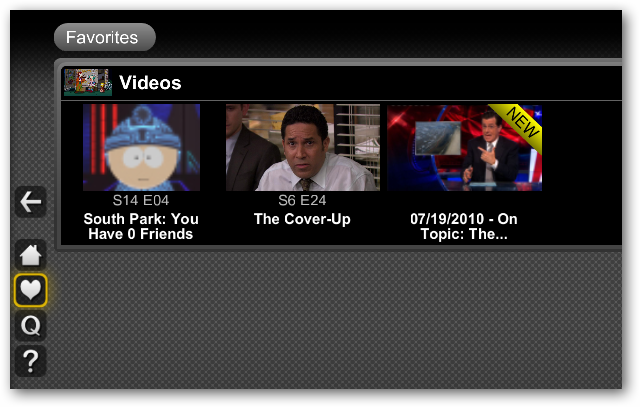 Favorites
Videos
NEW
S14 E04
S6 E24
South Park: You
Have 0 Friends
The Cover-Up
07/19/2010 - On
Topic: The...
Q
?